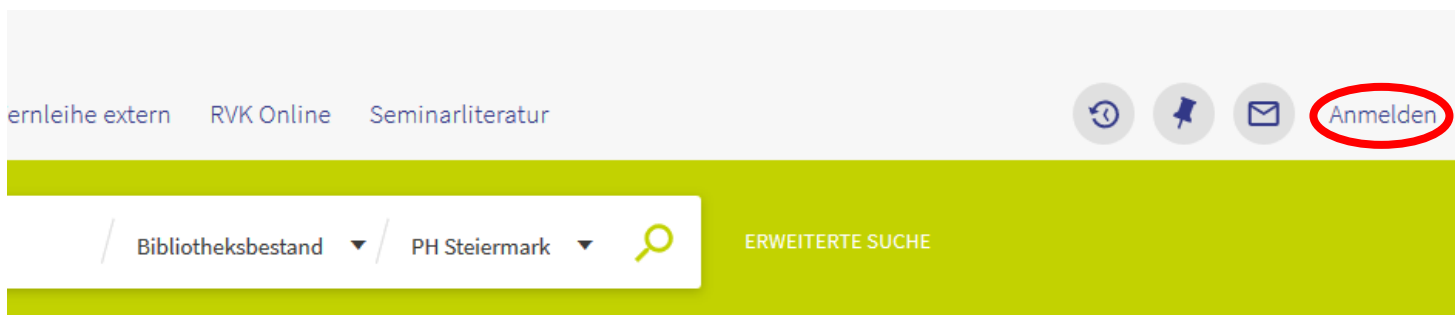 ernleihe extern RVK Online Seminarliteratur Anmelden
Bibliotheksbestand PH Steiermark ERWEITERTE SUCHE